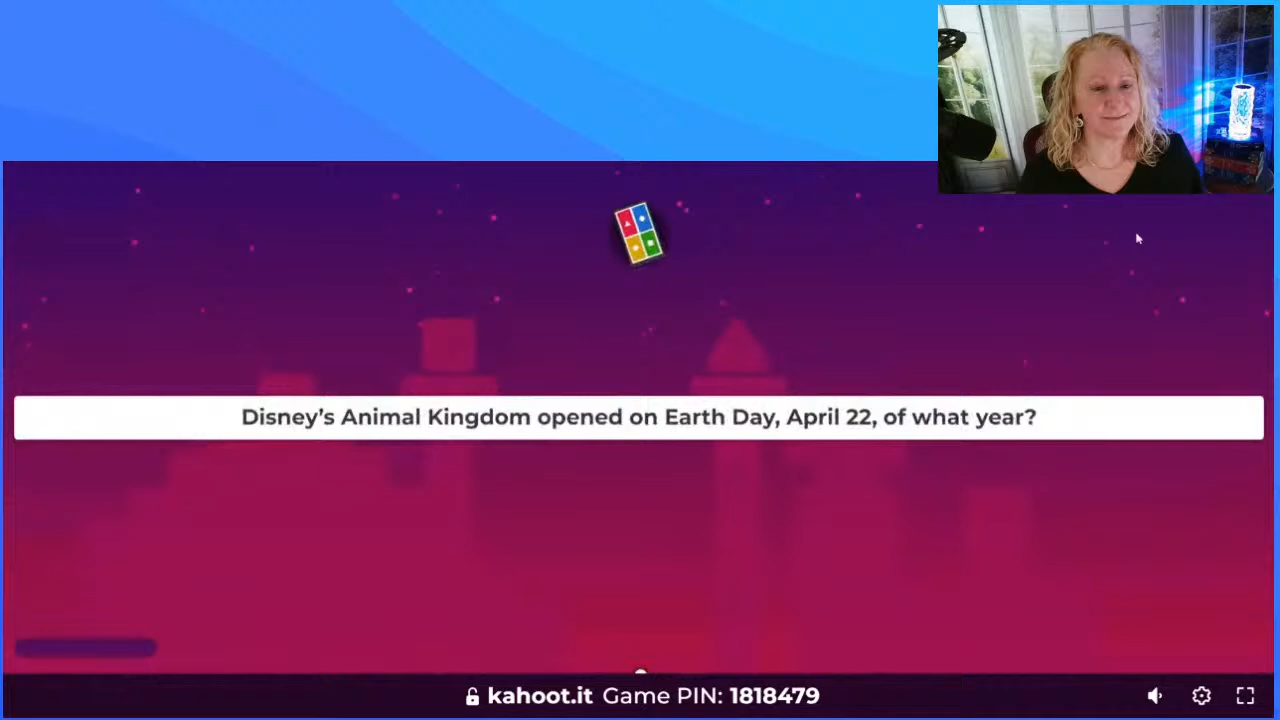 Disney’s Animal Kingdom opened on Earth Day, April 22, of what year?
kahoot.it Game PIN: 1818479